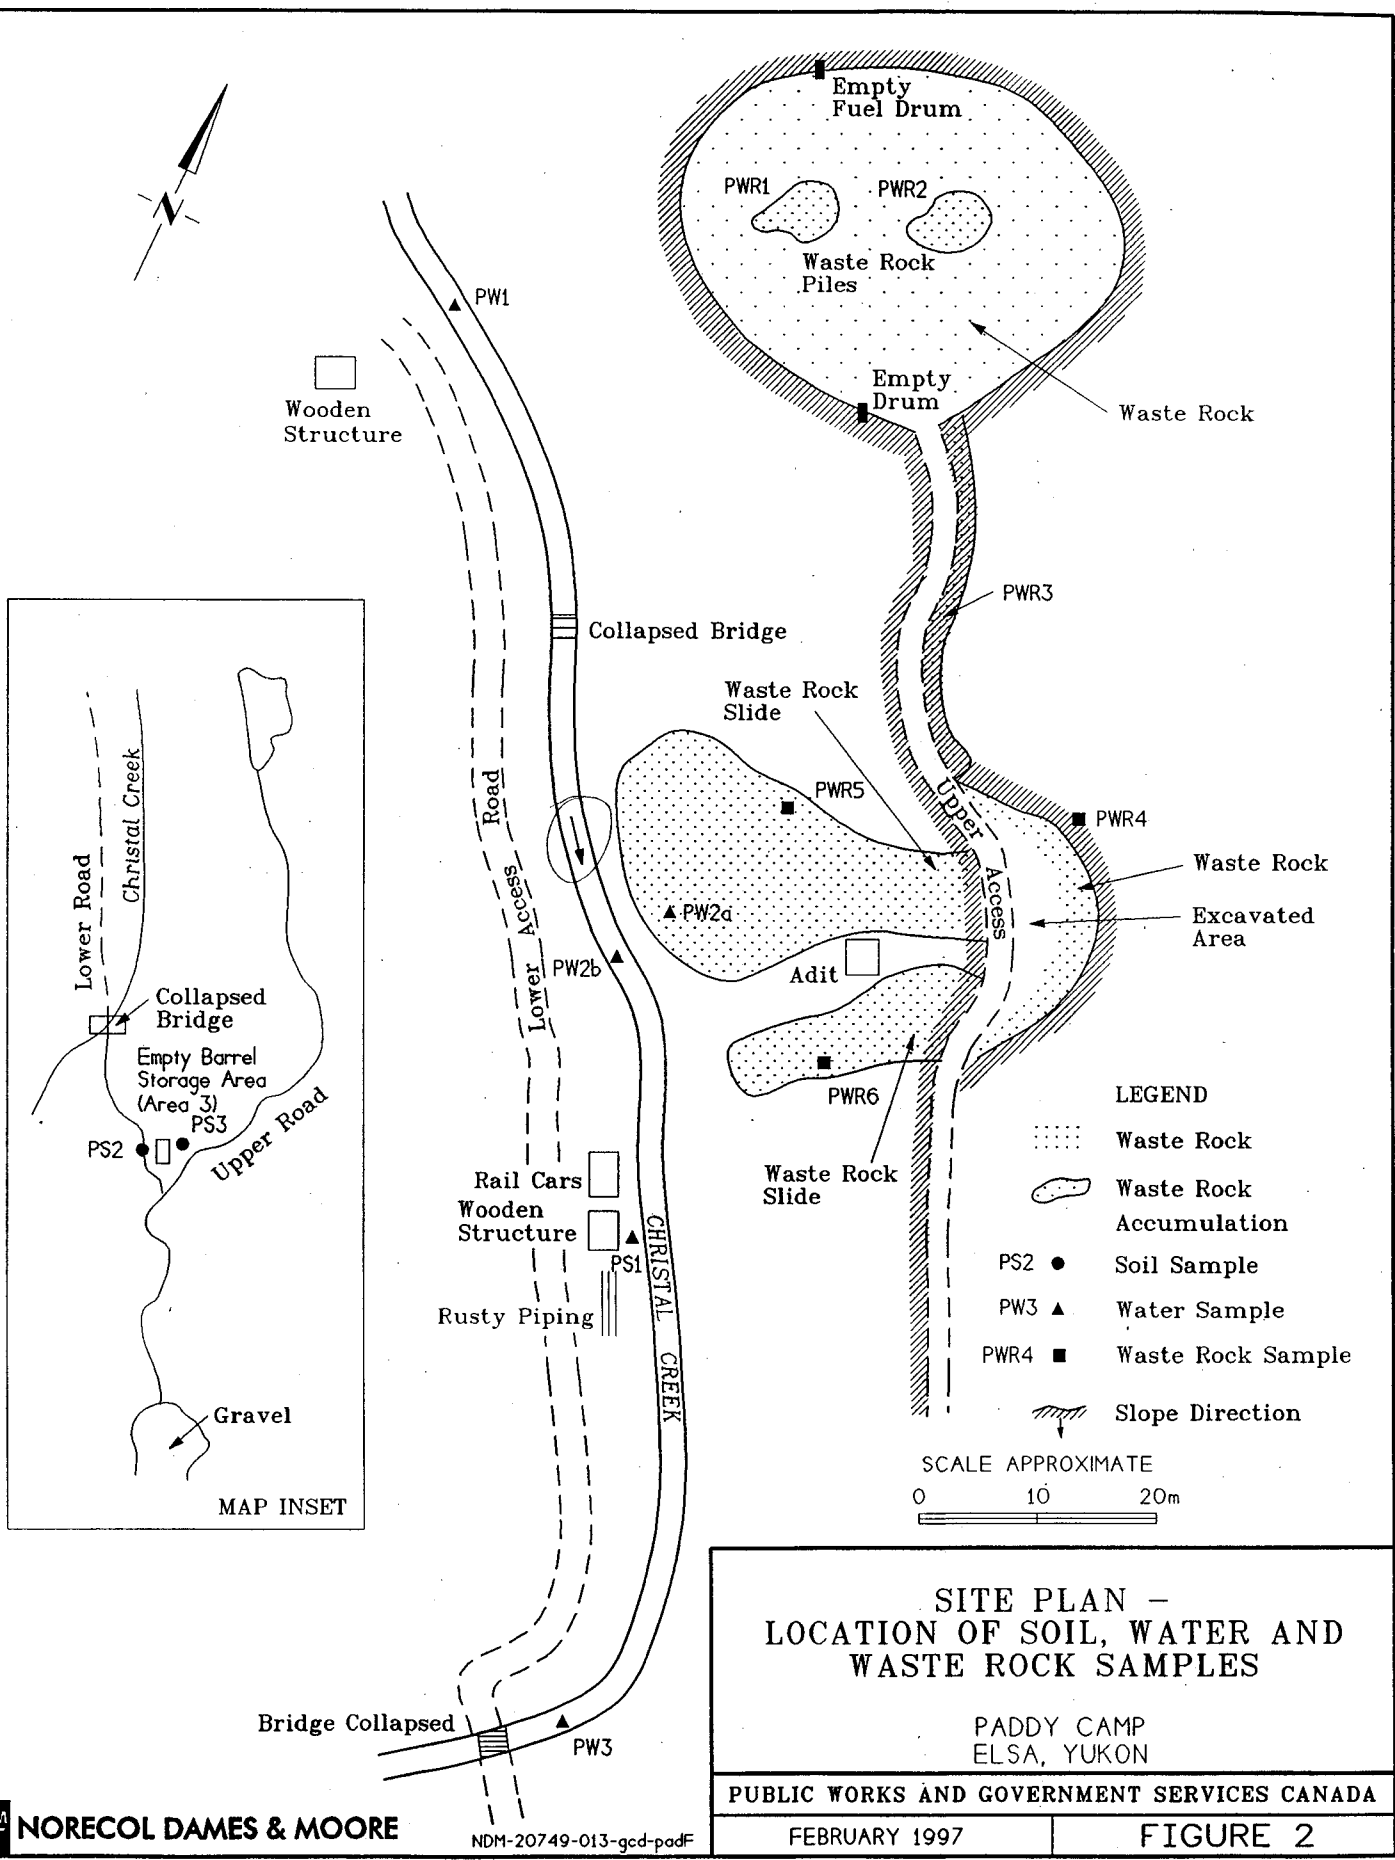 Empty
Fuel Drum
PWR1
PWR2
Waste Rock
Piles
N
PW1
Empty
Drum
Waste Rock
Wooden
Structure
PWR3
Collapsed Bridge
Waste Rock
Slide
Road
Access
Lower
PWR5
Upper
Access
PWR4
Waste Rock
Excavated
Area
PW2a
PW2b
Adit
PWR6
Waste Rock
Slide
Rail Cars
Wooden
Structure
PS1
Rusty Piping
CHRISTAL CREEK
Christal Creek
Lower Road
Collapsed
Bridge
Empty Barrel
Storage Area
(Area 3)
PS3
PS2
Upper Road
Gravel
MAP INSET
LEGEND
Waste Rock
Waste Rock
Accumulation
PS2 Soil Sample
PW3 Water Sample
PWR4 Waste Rock Sample
Slope Direction
SCALE APPROXIMATE
0 10 20m
Bridge Collapsed
PW3
SITE PLAN –
LOCATION OF SOIL, WATER AND
WASTE ROCK SAMPLES
PADDY CAMP
ELSA, YUKON
PUBLIC WORKS AND GOVERNMENT SERVICES CANADA
FEBRUARY 1997
FIGURE 2
NORECOL DAMES & MOORE
NDM-20749-013-gcd-padF